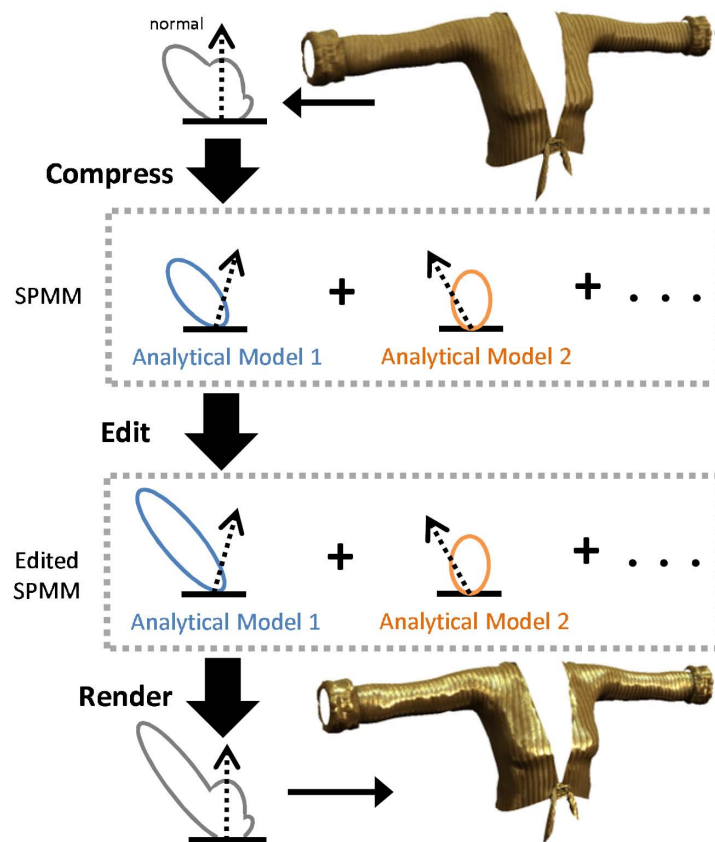 normal
Compress
SPMM
+
+ . . .
Analytical Model 1
Analytical Model 2
Edit
Edited
SPMM
+
+ . . .
Analytical Model 1
Analytical Model 2
Render